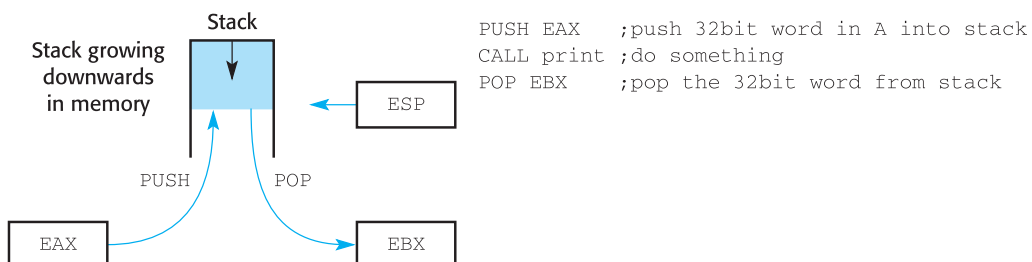 Stack
Stack growing
downwards
in memory
ESP
PUSH
POP
EAX
EBX
PUSH EAX ;push 32bit word in A into stack
CALL print ;do something
POP EBX ;pop the 32bit word from stack